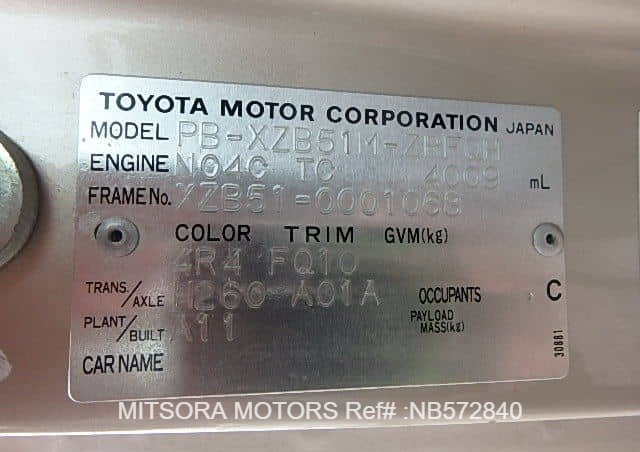 TOYOTA MOTOR CORPORATION JAPAN
MODEL PB-XZB51M-ZPFQH
ENGINE N04C TC 4009 mL
FRAME No. XZB51-0001068
COLOR TRIM GVM(kg)
4R4 FQ10
TRANS./AXLE H260-A01A OCCUPANTS C
PLANT/BUILT A11 PAYLOAD MASS(kg)
CAR NAME
30881
MITSORA MOTORS Ref# :NB572840